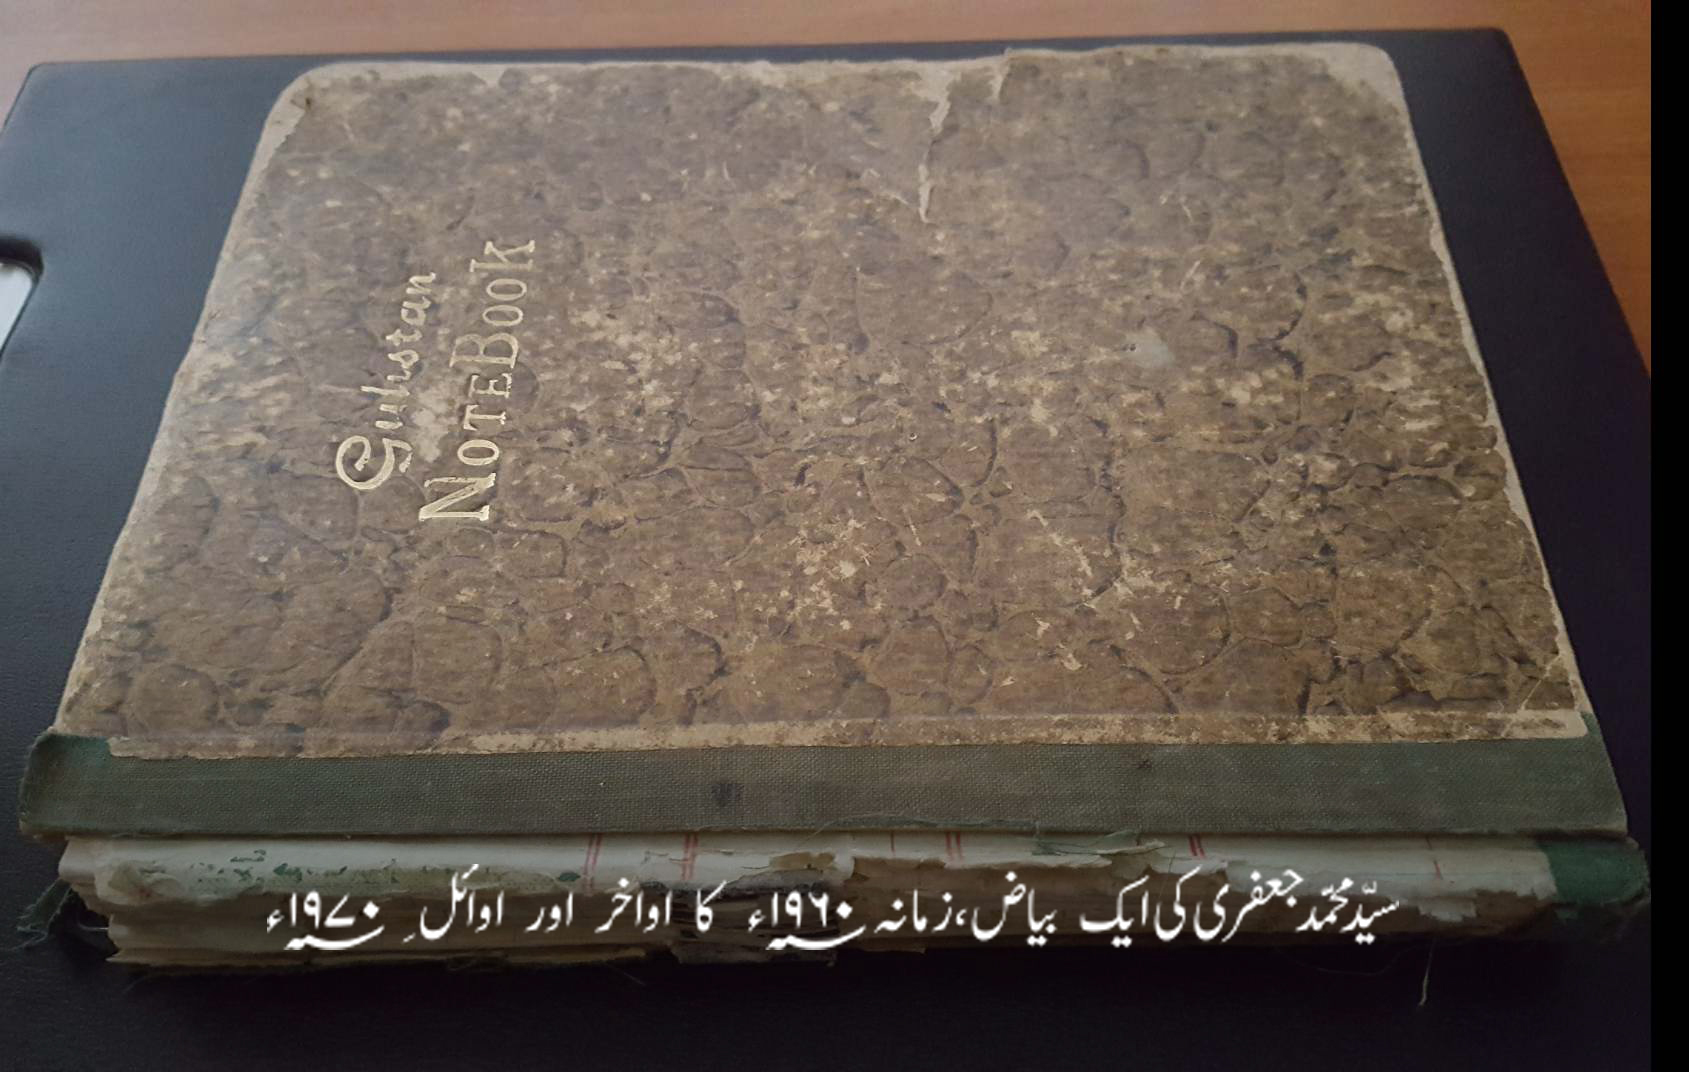 Gulistan
NOTEBOOK
سیّد محمّد جعفری کی ایک بیاض، زمانہ ۱۹۶۰ء کا اواخر اور اوائلِ ۱۹۷۰ء